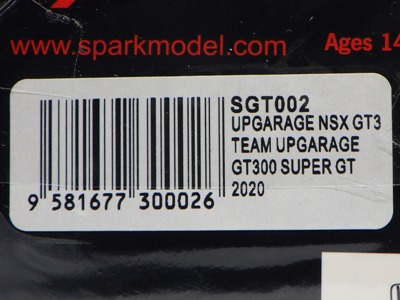 www.sparkmodel.com
Ages 14
SGT002
UPGARAGE NSX GT3
TEAM UPGARAGE
GT300 SUPER GT
2020
9 581677 300026